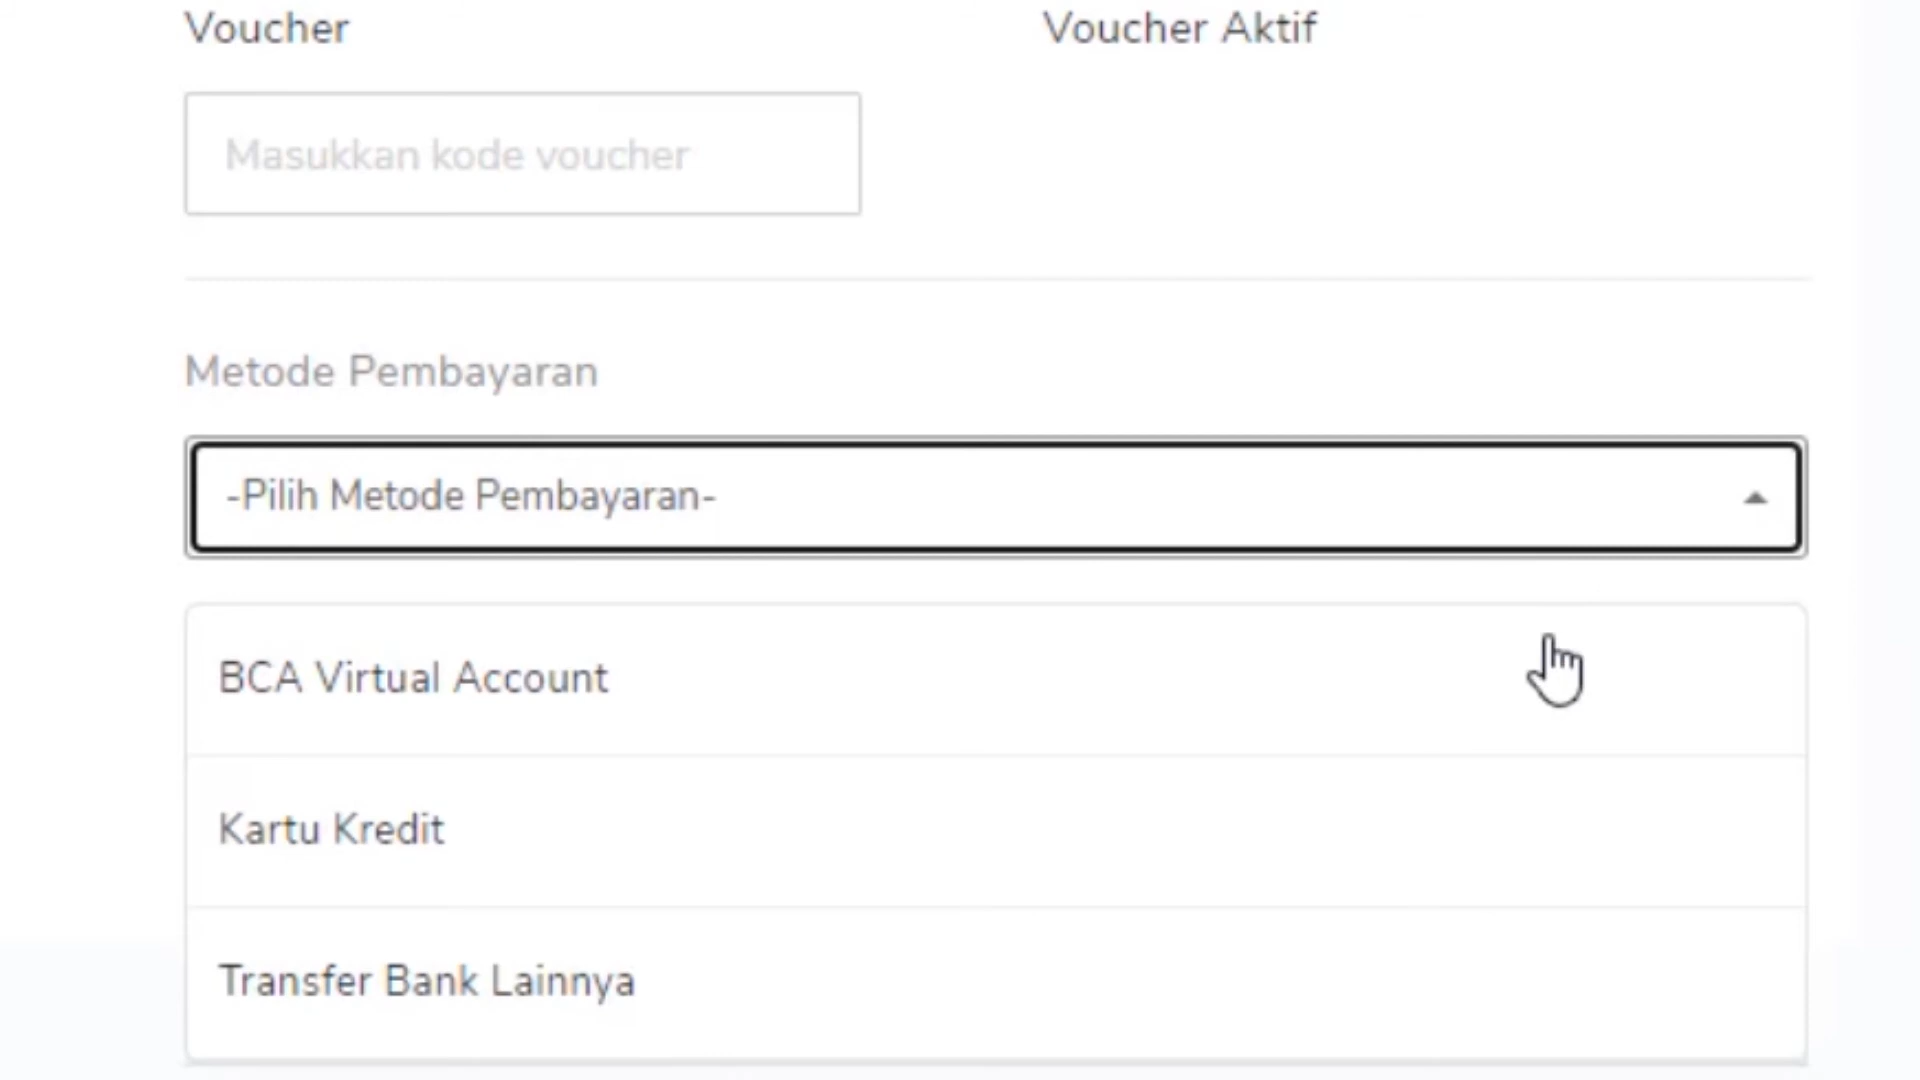 Voucher
Voucher Aktif
Masukkan kode voucher
Metode Pembayaran
-Pilih Metode Pembayaran-
BCA Virtual Account
Kartu Kredit
Transfer Bank Lainnya